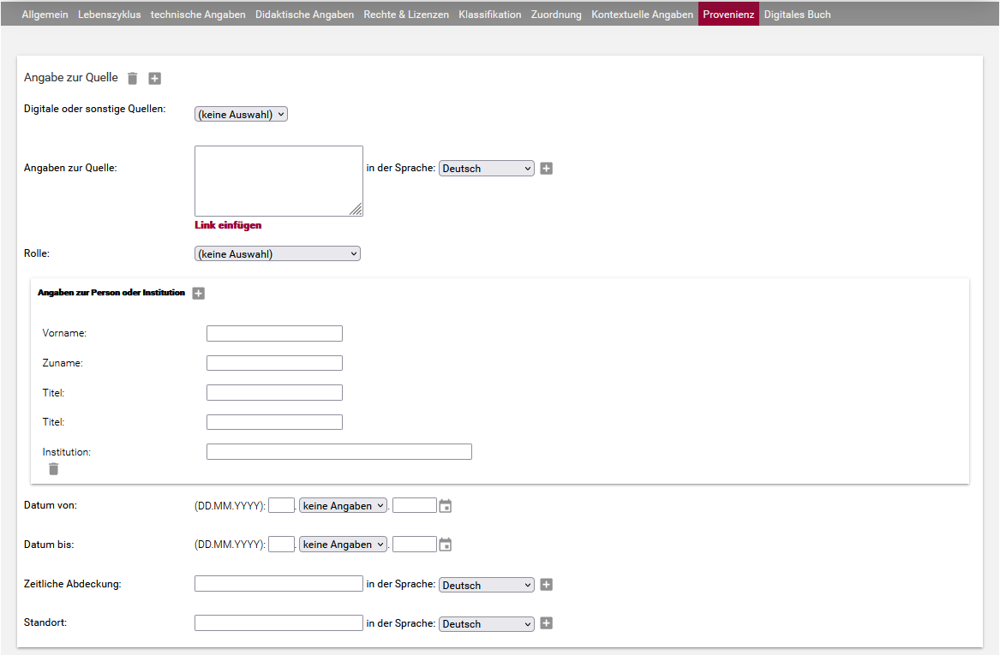 Allgemein Lebenszyklus technische Angaben Didaktische Angaben Rechte & Lizenzen Klassifikation Zuordnung Kontextuelle Angaben Provenienz Digitales Buch
Angabe zur Quelle
Digitale oder sonstige Quellen: (keine Auswahl)
Angaben zur Quelle: in der Sprache: Deutsch
Link einfügen
Rolle: (keine Auswahl)
Angaben zur Person oder Institution
Vorname:
Zuname:
Titel:
Titel:
Institution:
Datum von: (DD.MM.YYYY): . keine Angaben .
Datum bis: (DD.MM.YYYY): . keine Angaben .
Zeitliche Abdeckung: in der Sprache: Deutsch
Standort: in der Sprache: Deutsch